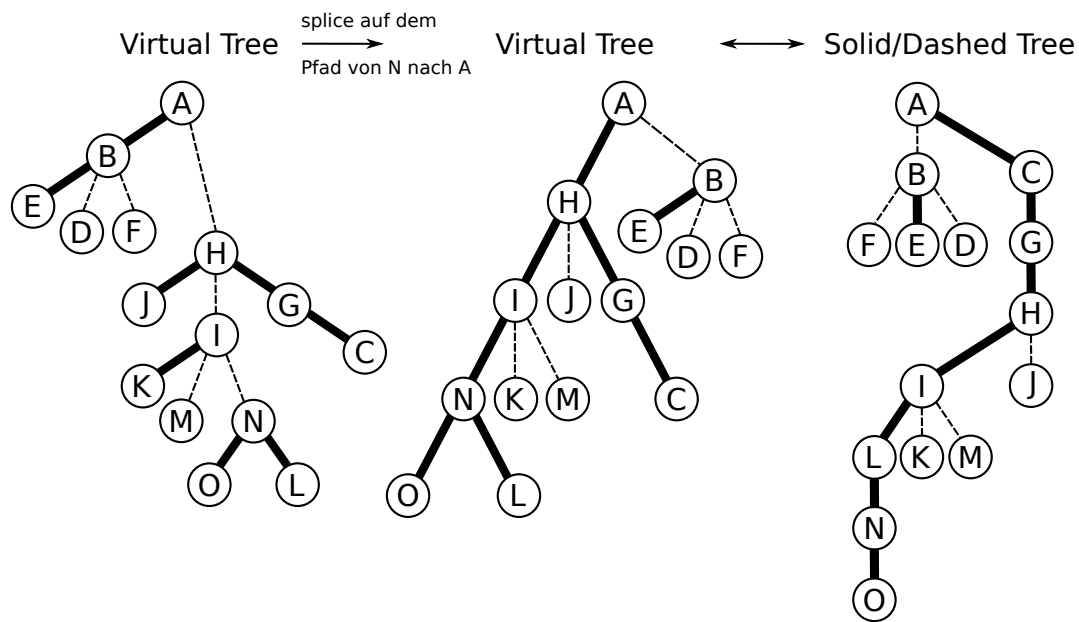 splice auf dem
Virtual Tree
Virtual Tree
Solid/Dashed Tree
Pfad von N nach A
A
B
E
D
F
H
J
G
I
C
K
M
N
O
L
A
B
H
E
D
F
I
J
G
N
K
M
C
O
L
A
B
C
F
E
D
G
H
I
J
L
K
M
N
O